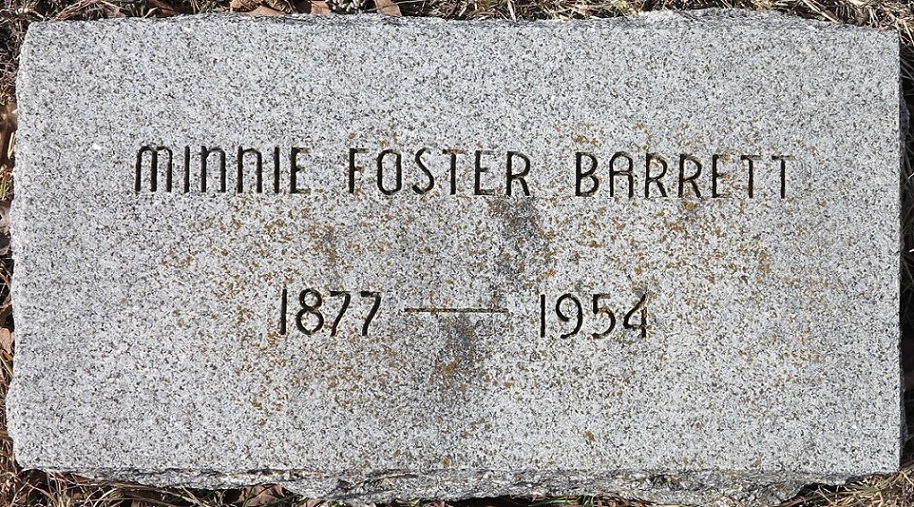 MINNIE FOSTER BARRETT
1877 — 1954